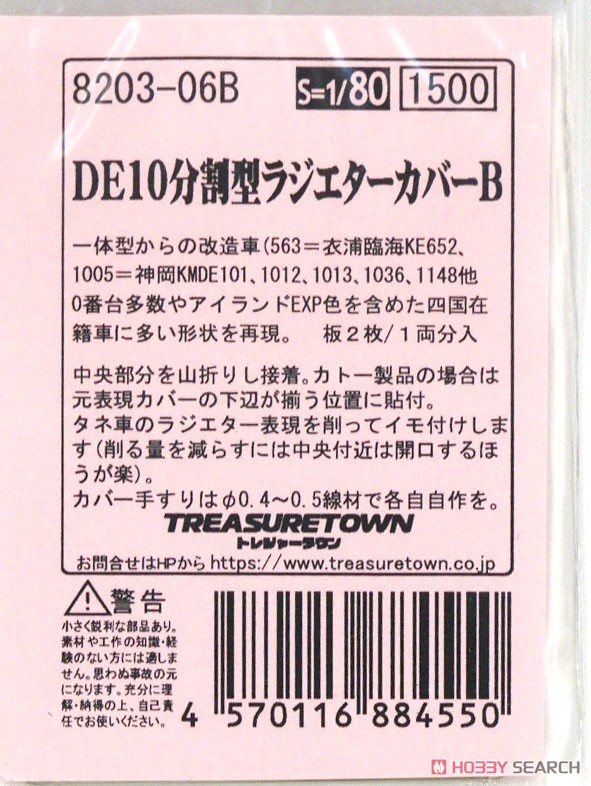 8203-06B S=1/80 1500
DE10分割型ラジエターカバーB
一体型からの改造車(563=衣浦臨海KE652、
1005=神岡KMDE101、1012、1013、1036、1148他
0番台多数やアイランドEXP色を含めた四国在
籍車に多い形状を再現。 板2枚/1両分入
中央部分を山折りし接着。カトー製品の場合は
元表現カバーの下辺が揃う位置に貼付。
タネ車のラジエター表現を削ってイモ付けしま
す(削る量を減らすには中央付近は開口するほ
うが楽)。
カバー手すりはφ0.4~0.5線材で各自自作を。
TREASURETOWN
トレジャータウン
お問合せはHPから https://www.treasuretown.co.jp
警告
小さく鋭利な部品あり。
素材や工作の知識・経
験のない方には適しま
せん。思わぬ事故の元
になります。充分に理
解・納得の上、自己責
任でお使いください。
4 570116 884550
HOBBY SEARCH